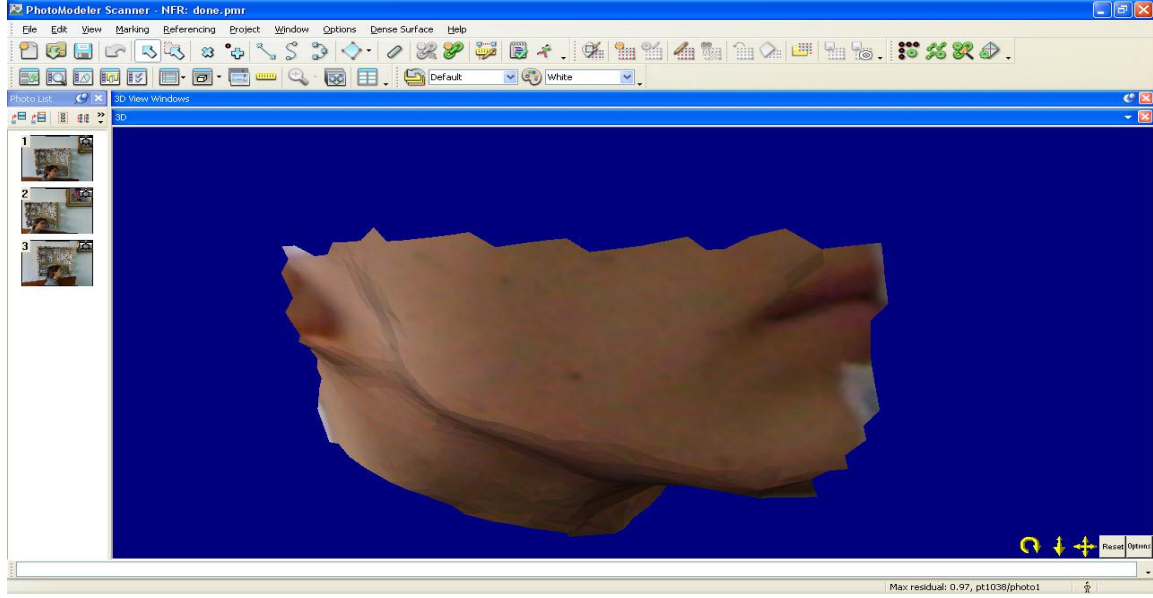 PhotoModeler Scanner - NFR: done.pmr
File Edit View Marking Referencing Project Window Options Dense Surface Help
Default White
Photo List 3D View Windows
3D
1
2
3
Reset Options
Max residual: 0.97, pt1038/photo1